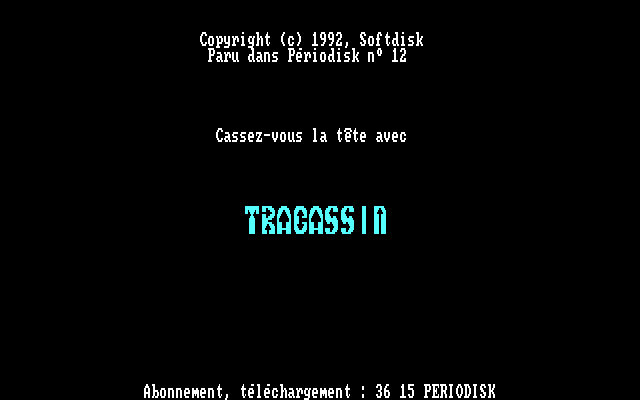 Copyright (c) 1992, Softdisk
Paru dans Périodisk n° 12
Cassez-vous la tête avec
TRACASSIN
Abonnement, téléchargement : 36 15 PERIODISK